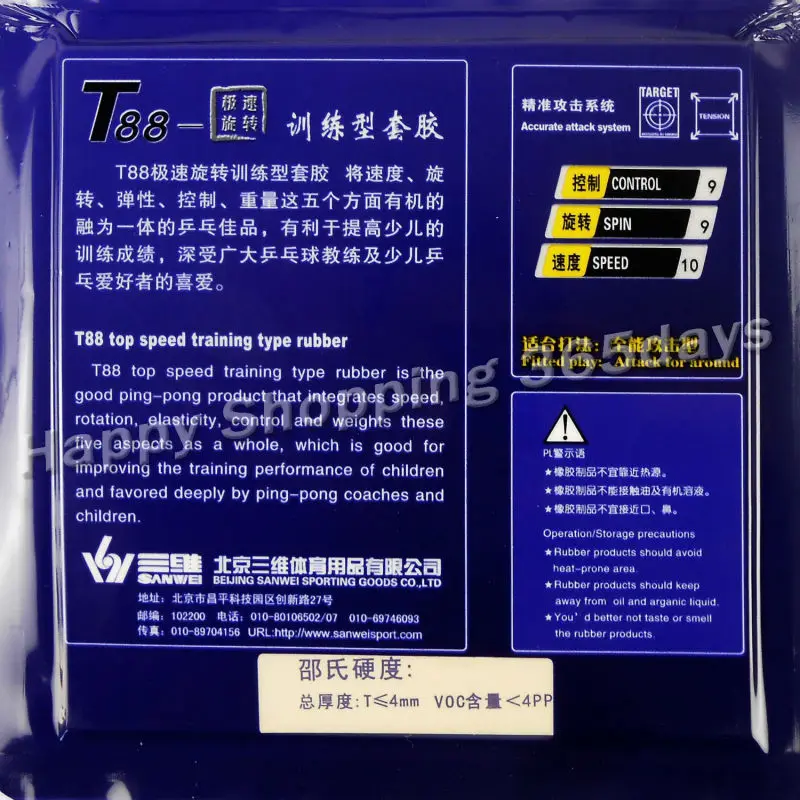 T88—极速旋转 训练型套胶
T88极速旋转训练型套胶 将速度、旋
转、弹性、控制、重量这五个方面有机的
融为一体的乒乓佳品，有利于提高少儿的
训练成绩，深受广大乒乓球教练及少儿乒
乓爱好者的喜爱。
T88 top speed training type rubber
T88 top speed training type rubber is the
good ping-pong product that integrates speed,
rotation, elasticity, control and weights these
five aspects as a whole, which is good for
improving the training performance of children
and favored deeply by ping-pong coaches and
children.
三维 SANWEI
北京三维体育用品有限公司
BEIJING SANWEI SPORTING GOODS CO.,LTD
地址: 北京市昌平科技园区创新路27号
邮编: 102200 电话: 010-80106502/07 010-69746093
传真: 010-89704156 URL:http://www.sanweisport.com
精准攻击系统
Accurate attack system
TARGET
TENSION
控制 CONTROL 9
旋转 SPIN 9
速度 SPEED 10
适合打法: 全能攻击型
Fitted play: Attack for around
PL警示语
★橡胶制品不宜靠近热源。
★橡胶制品不能接触油及有机溶液。
★橡胶制品不宜接近口、鼻。
Operation/Storage precautions
★Rubber products should avoid
heat-prone area.
★Rubber products should keep
away from oil and arganic liquid.
★You'd better not taste or smell
the rubber products.
邵氏硬度:
总厚度:T≤4mm VOC含量<4PP
Happy Shopping 365days